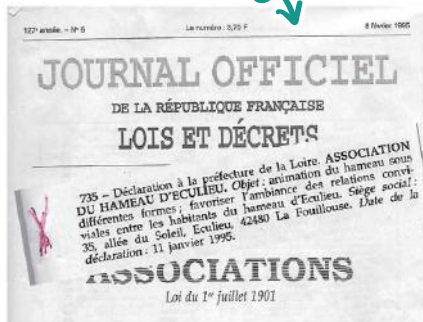 127e année. – N° 6
Le numéro : 3,75 F
8 février 1995
JOURNAL OFFICIEL
DE LA RÉPUBLIQUE FRANÇAISE
LOIS ET DÉCRETS
735 – Déclaration à la préfecture de la Loire. ASSOCIATION
DU HAMEAU D'ECULIEU. Objet : animation du hameau sous
différentes formes ; favoriser l'ambiance des relations convi-
viales entre les habitants du hameau d'Eculieu. Siège social :
35, allée du Soleil, Eculieu, 42480 La Fouillouse. Date de la
déclaration : 11 janvier 1995.
ASSOCIATIONS
Loi du 1er juillet 1901